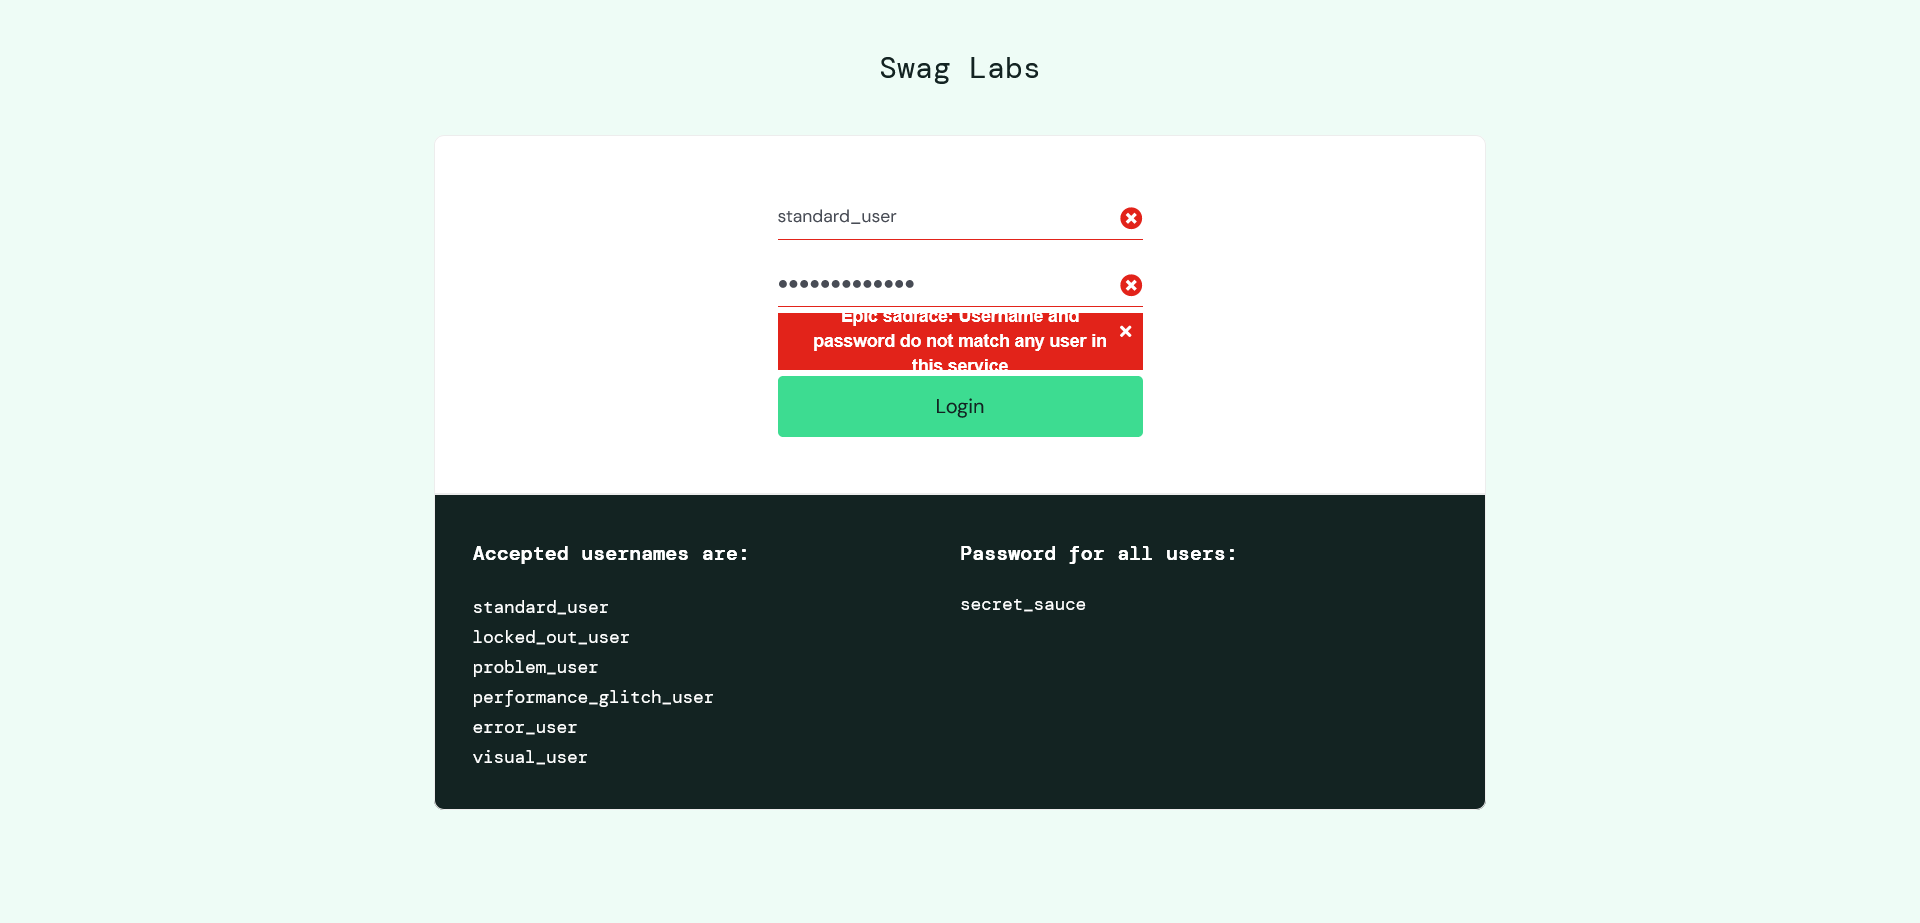 Swag Labs
standard_user
•••••••••••••
Epic sadface: Username and
password do not match any user in
this service
Login
Accepted usernames are:
standard_user
locked_out_user
problem_user
performance_glitch_user
error_user
visual_user
Password for all users:
secret_sauce